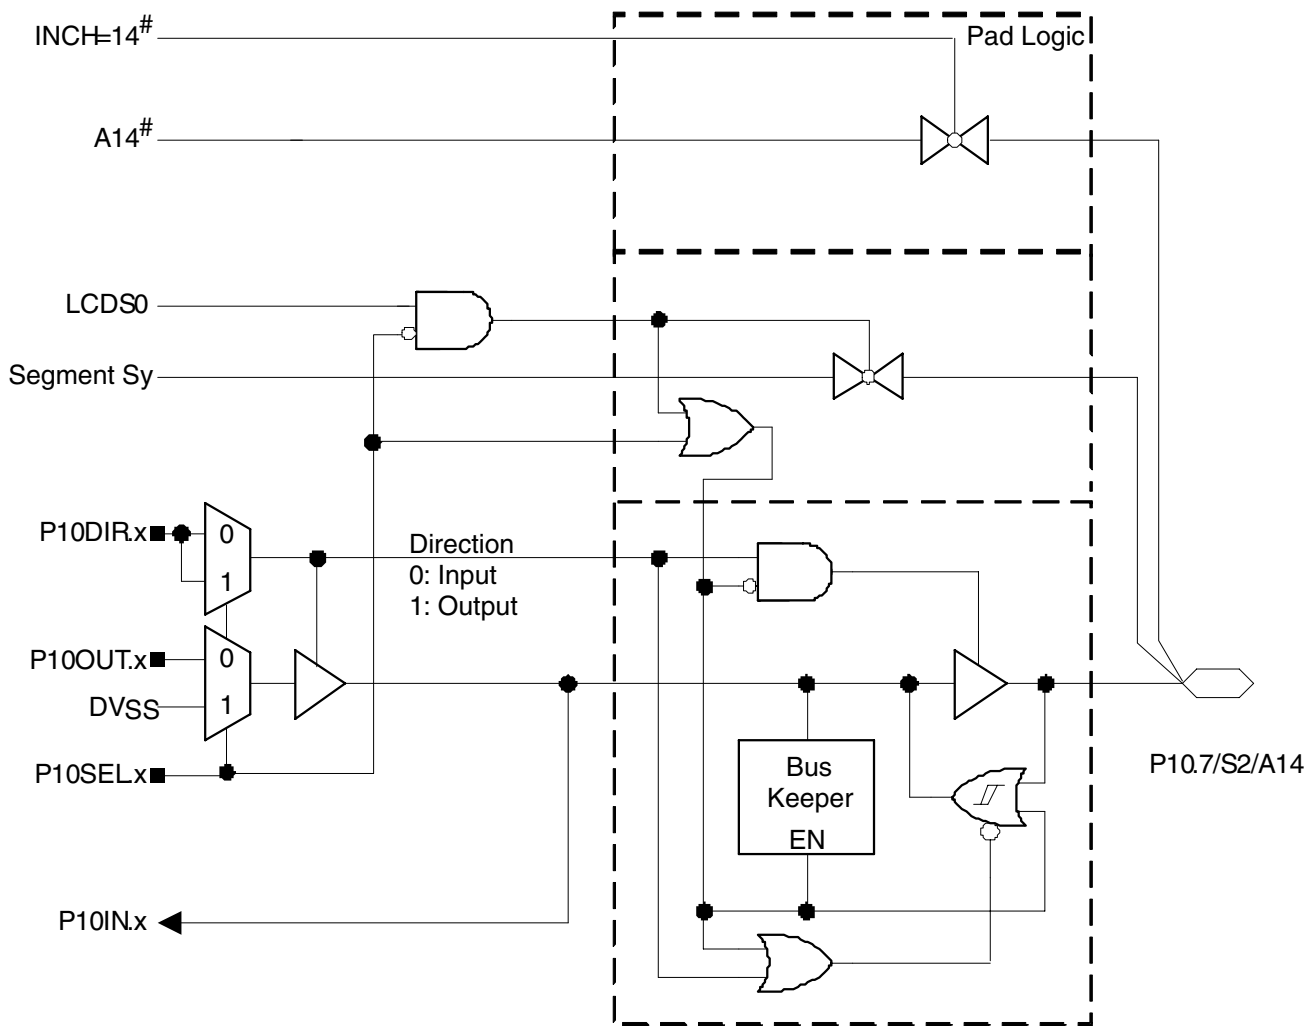 INCH=14#
Pad Logic
A14#
LCDS0
Segment Sy
P10DIR.x
0
1
Direction
0: Input
1: Output
P10OUT.x
0
DVSS
1
P10SEL.x
Bus
Keeper
EN
P10.7/S2/A14
P10IN.x